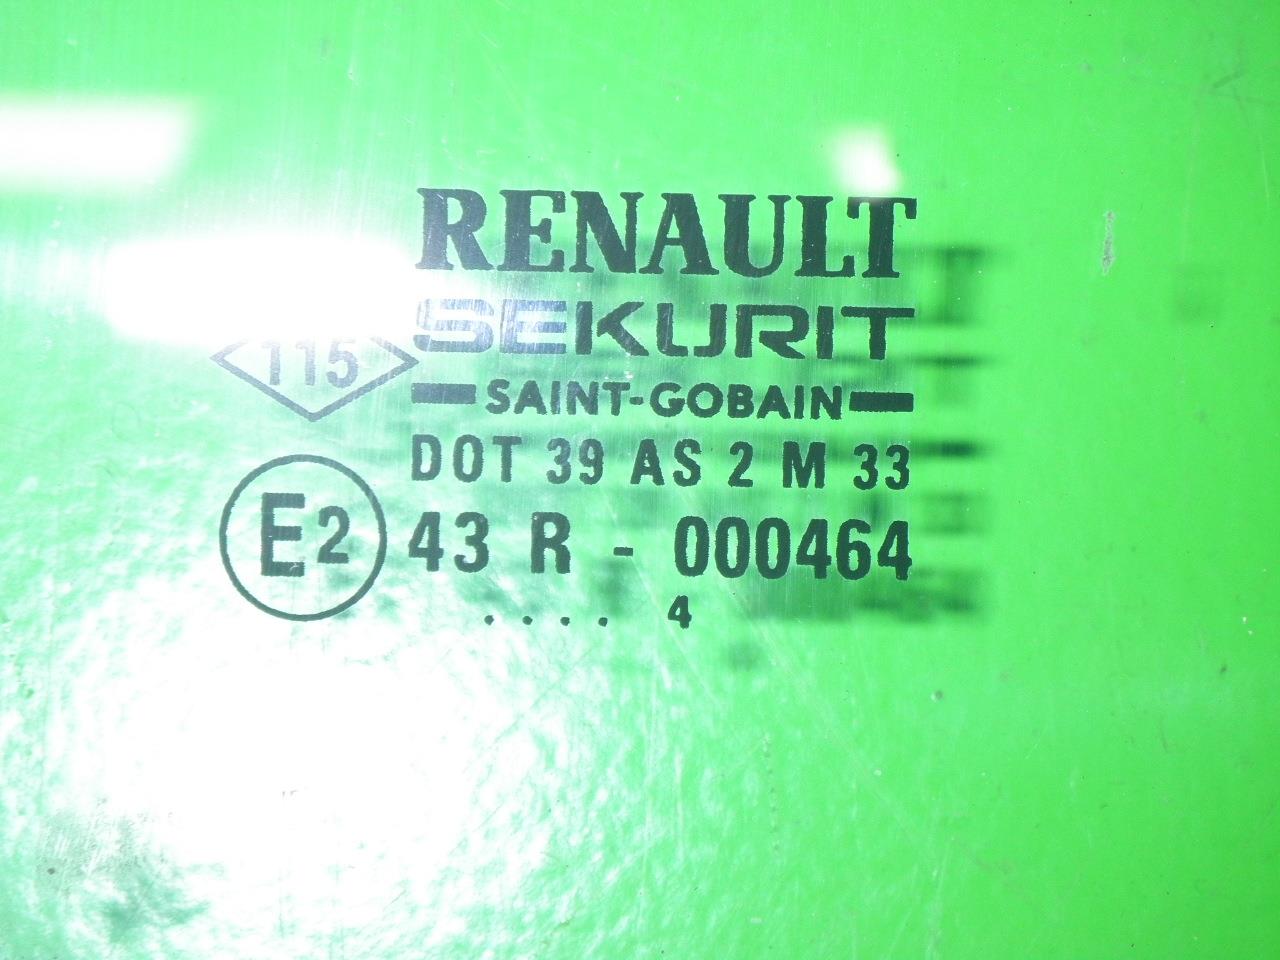 RENAULT
SEKURIT
115
SAINT-GOBAIN
DOT 39 AS 2 M 33
E2 43 R - 000464
.... 4